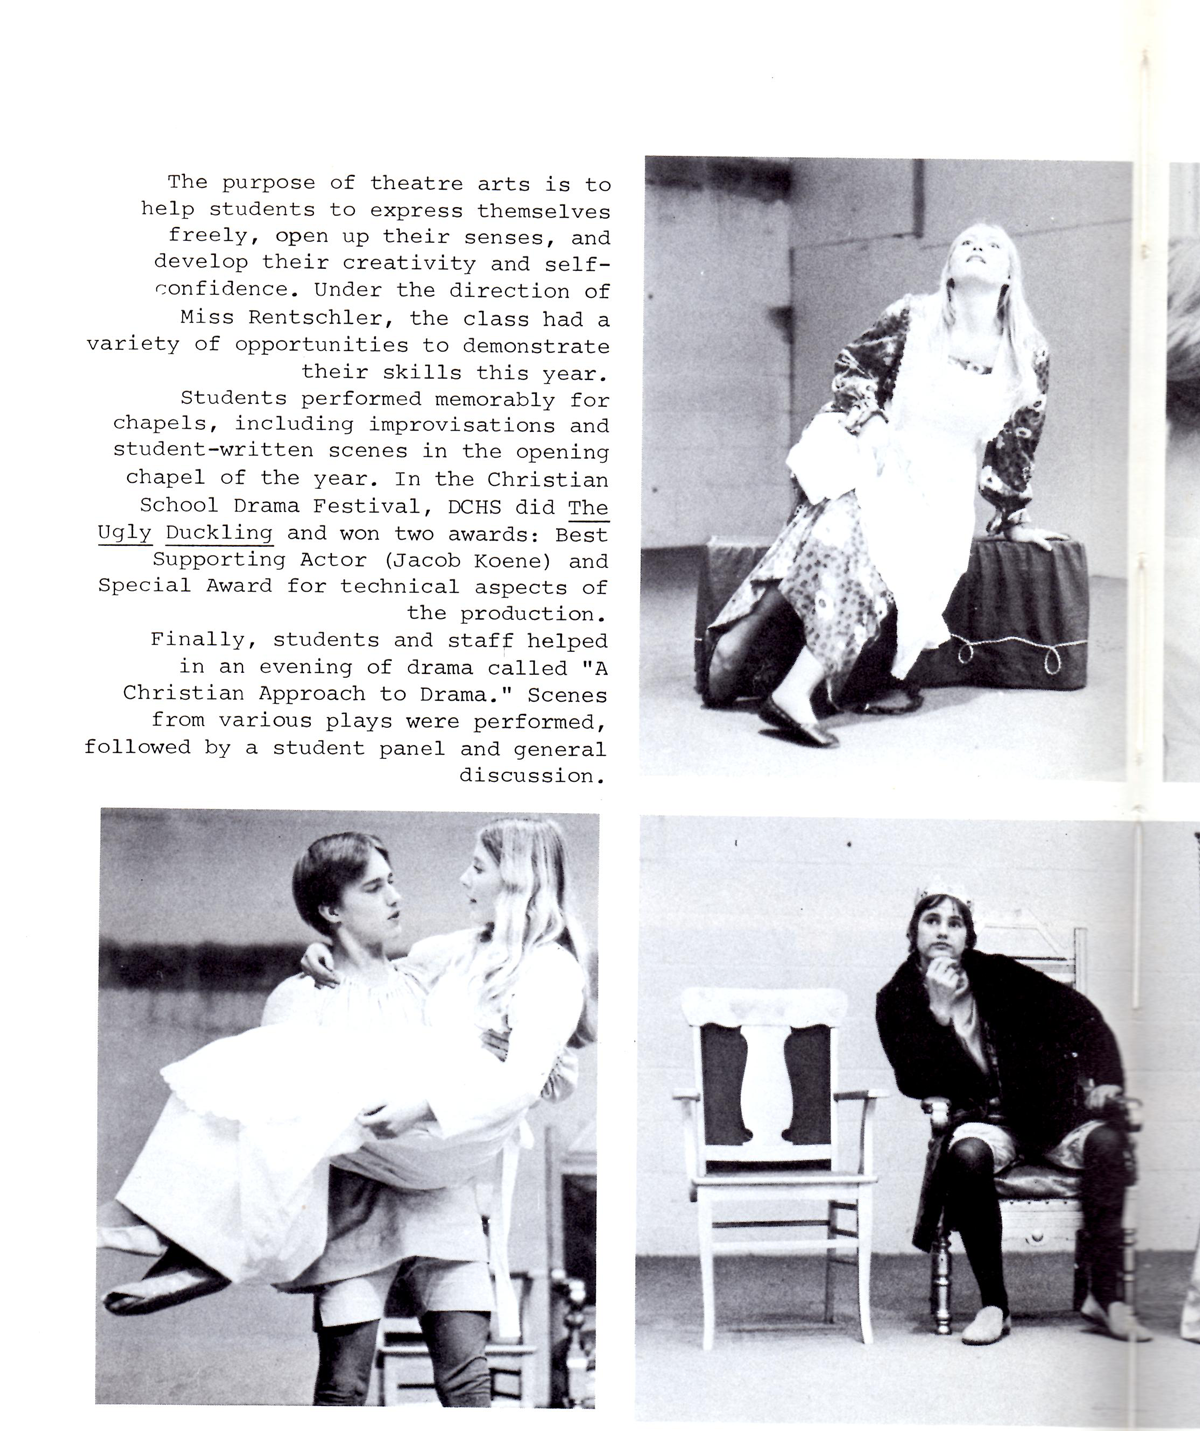 The purpose of theatre arts is to
help students to express themselves
freely, open up their senses, and
develop their creativity and self-
confidence. Under the direction of
Miss Rentschler, the class had a
variety of opportunities to demonstrate
their skills this year.
Students performed memorably for
chapels, including improvisations and
student-written scenes in the opening
chapel of the year. In the Christian
School Drama Festival, DCHS did The
Ugly Duckling and won two awards: Best
Supporting Actor (Jacob Koene) and
Special Award for technical aspects of
the production.
Finally, students and staff helped
in an evening of drama called "A
Christian Approach to Drama." Scenes
from various plays were performed,
followed by a student panel and general
discussion.